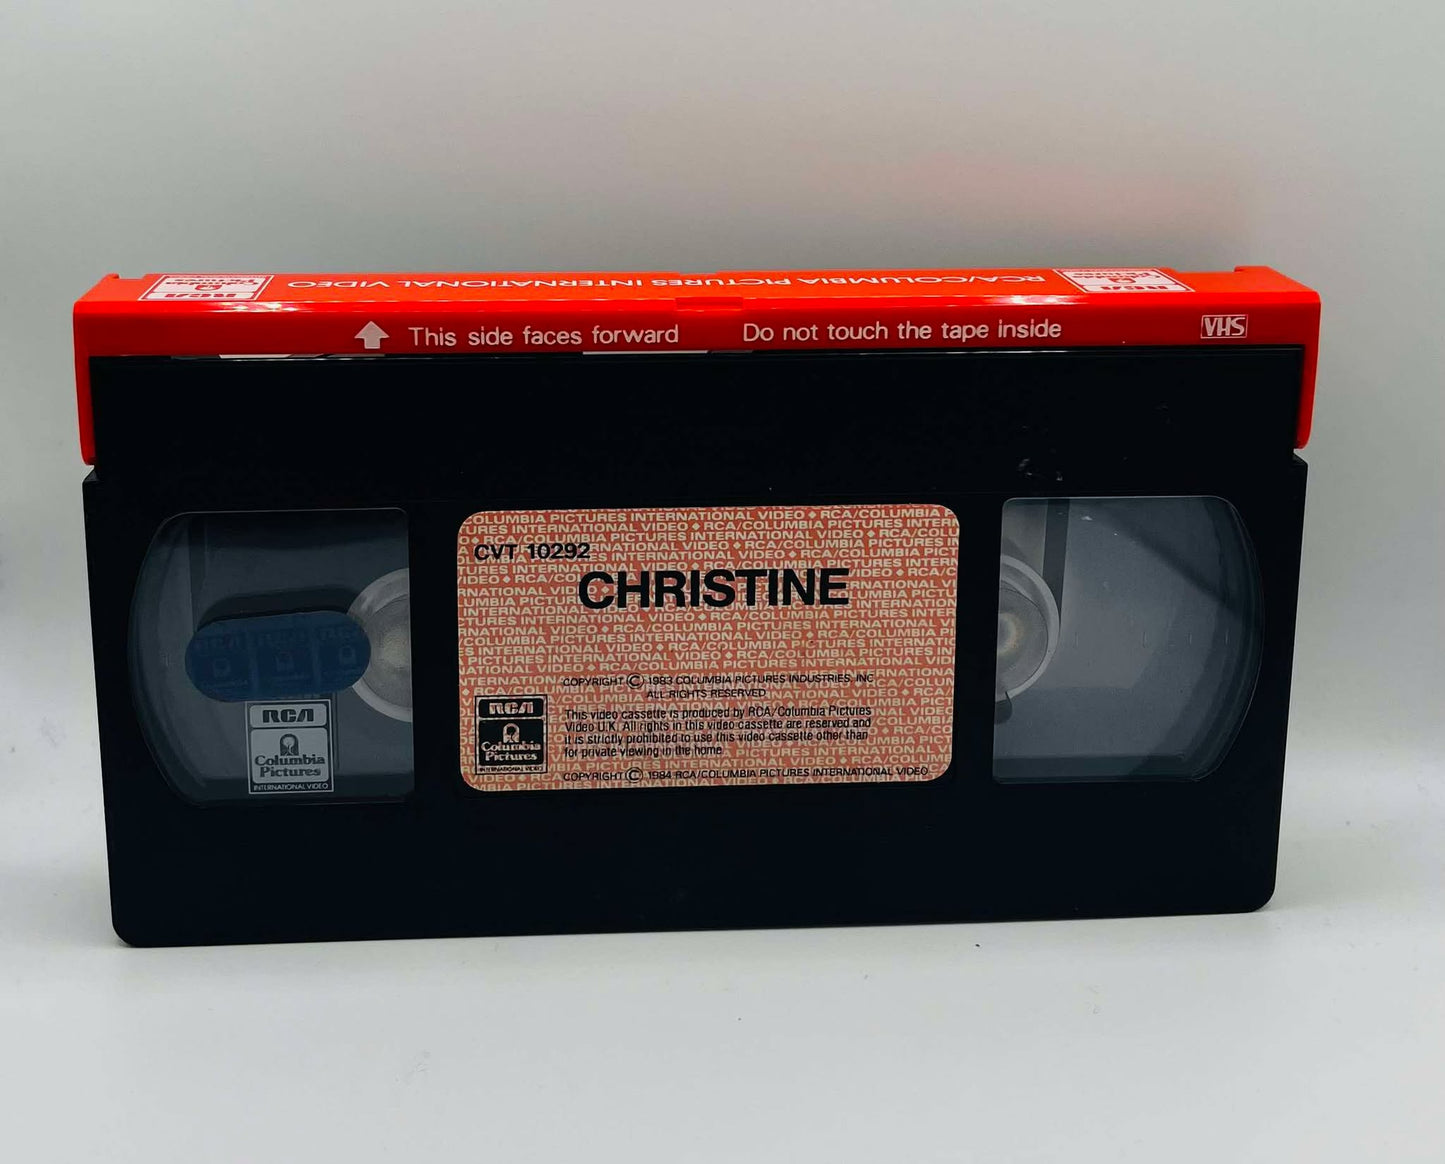 RCA/COLUMBIA PICTURES INTERNATIONAL VIDEO
This side faces forward
Do not touch the tape inside
VHS
CVT 10292
CHRISTINE
COPYRIGHT © 1983 COLUMBIA PICTURES INDUSTRIES, INC
ALL RIGHTS RESERVED
This video cassette is produced by RCA/Columbia Pictures
Video U.K. All rights in this video cassette are reserved and
it is strictly prohibited to use this video cassette other than
for private viewing in the home
COPYRIGHT © 1984 RCA/COLUMBIA PICTURES INTERNATIONAL VIDEO
RCA
Columbia
Pictures
INTERNATIONAL VIDEO
RCA
Columbia
Pictures
INTERNATIONAL VIDEO